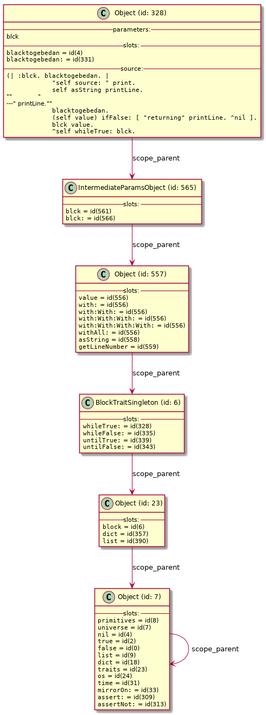 C Object (id: 328)
parameters:
blck
slots:
blacktogebedan = id(4)
blacktogebedan: = id(331)
source:
(| :blck. blacktogebedan. |
"self source: " print.
self asString printLine.
"" "
---" printLine.""
blacktogebedan.
(self value) ifFalse: [ "returning" printLine. ^nil ].
blck value.
^self whileTrue: blck.
scope_parent
C IntermediateParamsObject (id: 565)
slots:
blck = id(561)
blck: = id(566)
scope_parent
C Object (id: 557)
slots:
value = id(556)
with: = id(556)
with:With: = id(556)
with:With:With: = id(556)
with:With:With:With: = id(556)
withAll: = id(556)
asString = id(558)
getLineNumber = id(559)
scope_parent
C BlockTraitSingleton (id: 6)
slots:
whileTrue: = id(328)
whileFalse: = id(335)
untilTrue: = id(339)
untilFalse: = id(343)
scope_parent
C Object (id: 23)
slots:
block = id(6)
dict = id(357)
list = id(390)
scope_parent
C Object (id: 7)
slots:
primitives = id(8)
universe = id(7)
nil = id(4)
true = id(2)
false = id(0)
list = id(9)
dict = id(18)
traits = id(23)
os = id(24)
time = id(31)
mirrorOn: = id(33)
assert: = id(309)
assertNot: = id(313)
scope_parent